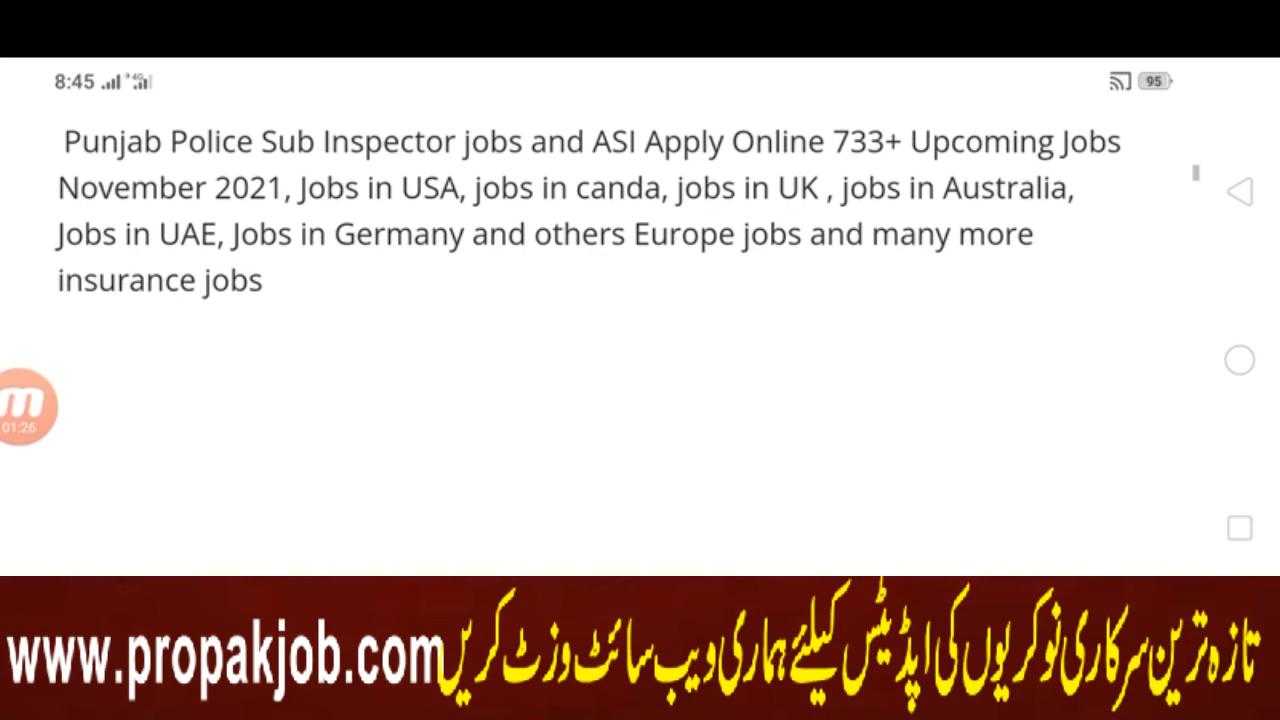 8:45
4G
95
Punjab Police Sub Inspector jobs and ASI Apply Online 733+ Upcoming Jobs
November 2021, Jobs in USA, jobs in canda, jobs in UK , jobs in Australia,
Jobs in UAE, Jobs in Germany and others Europe jobs and many more
insurance jobs
m
01:26
تازہ ترین سرکاری نوکریوں کی اپڈیٹس کیلئے ہماری ویب سائٹ وزٹ کریں www.propakjob.com